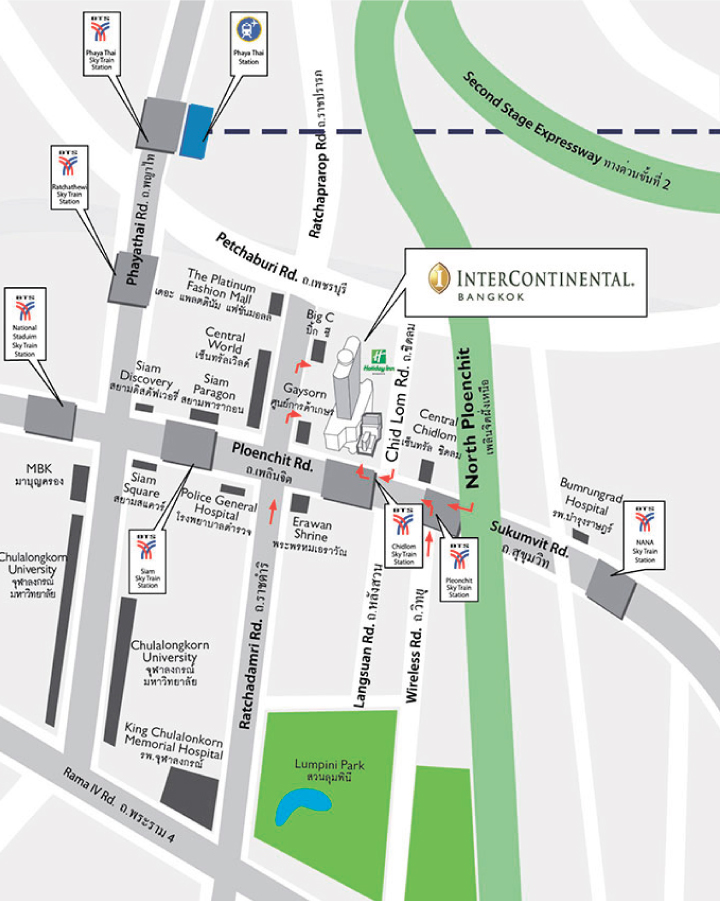 BTS
Phaya Thai
Sky Train
Station
Phaya Thai
Station
Second Stage Expressway ทางด่วนขั้นที่ 2
Ratchaprarop Rd. ถ.ราชปรารภ
BTS
Ratchathewi
Sky Train
Station
Phayathai Rd. ถ.พญาไท
Petchaburi Rd. ถ.เพชรบุรี
INTERCONTINENTAL.
BANGKOK
The Platinum
Fashion Mall
เดอะ แพลตตินั่ม แฟชั่นมอลล์
Big C
บิ๊ก ซี
BTS
National
Staduim
Sky Train
Station
Central
World
เซ็นทรัลเวิลด์
Holiday Inn
Chid Lom Rd. ถ.ชิดลม
North Ploenchit
เพลินจิตฝั่งเหนือ
Siam
Discovery
สยามดิสคัฟเวอรี่
Siam
Paragon
สยามพารากอน
Gaysorn
ศูนย์การค้าเกษร
Central
Chidlom
เซ็นทรัล ชิดลม
Ploenchit Rd.
ถ.เพลินจิต
MBK
มาบุญครอง
Siam
Square
สยามสแควร์
Police General
Hospital
โรงพยาบาลตำรวจ
Erawan
Shrine
พระพรหมเอราวัณ
Bumrungrad
Hospital
รพ.บำรุงราษฎร์
BTS
Siam
Sky Train
Station
BTS
Chidlom
Sky Train
Station
BTS
Ploenchit
Sky Train
Station
Sukumvit Rd.
ถ.สุขุมวิท
BTS
NANA
Sky Train
Station
Chulalongkorn
University
จุฬาลงกรณ์
มหาวิทยาลัย
Ratchadamri Rd. ถ.ราชดำริ
Langsuan Rd. ถ.หลังสวน
Wireless Rd. ถ.วิทยุ
Chulalongkorn
University
จุฬาลงกรณ์
มหาวิทยาลัย
King Chulalonkorn
Memorial Hospital
รพ.จุฬาลงกรณ์
Lumpini Park
สวนลุมพินี
Rama IV Rd. ถ.พระราม 4